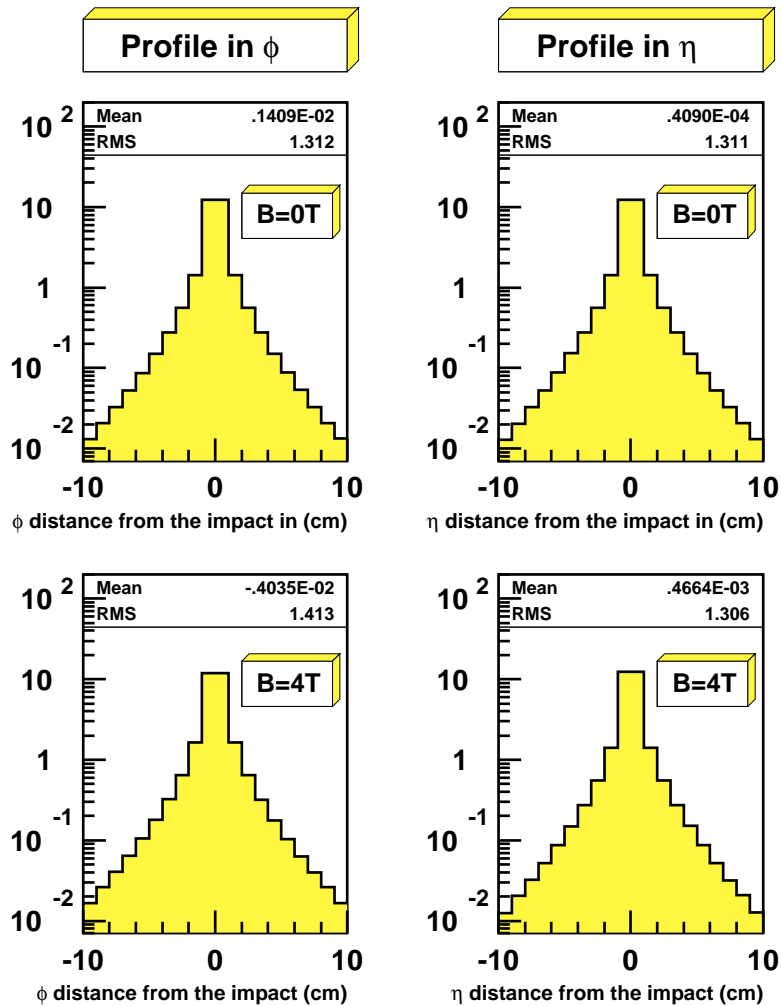 Profile in ϕ
Profile in η
Mean .1409E-02
RMS 1.312
B=0T
10 2
10
1
10 -1
10 -2
-10 0 10
ϕ distance from the impact in (cm)
Mean .4090E-04
RMS 1.311
B=0T
10 2
10
1
10 -1
10 -2
-10 0 10
η distance from the impact in (cm)
Mean -.4035E-02
RMS 1.413
B=4T
10 2
10
1
10 -1
10 -2
-10 0 10
ϕ distance from the impact (cm)
Mean .4664E-03
RMS 1.306
B=4T
10 2
10
1
10 -1
10 -2
-10 0 10
η distance from the impact (cm)